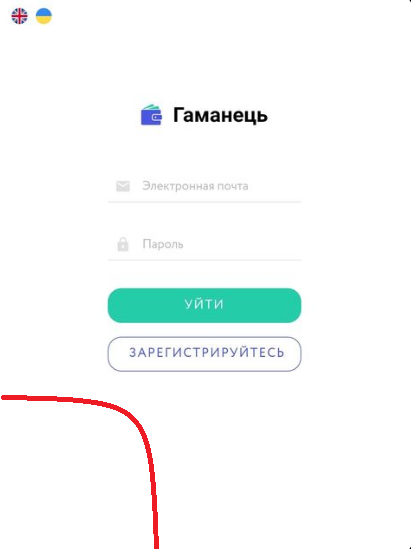 Гаманець
Электронная почта
Пароль
УЙТИ
ЗАРЕГИСТРИРУЙТЕСЬ